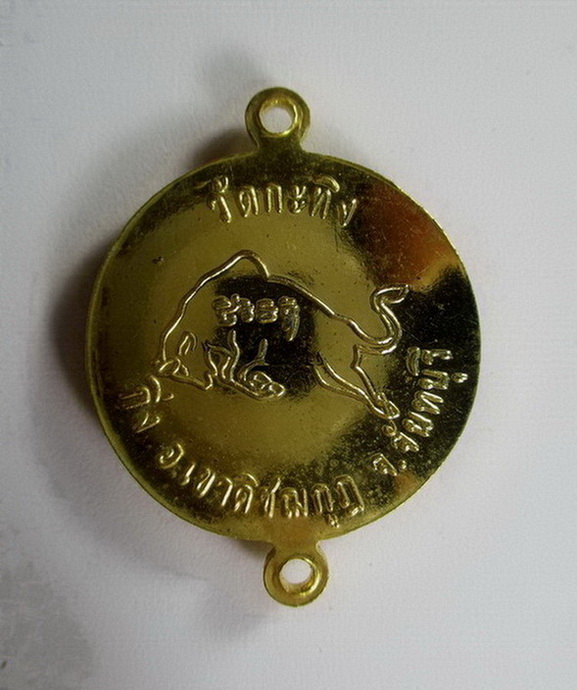 วัดกะทิง
กิ่ง อ.เขาคิชฌกูฏ จ.จันทบุรี